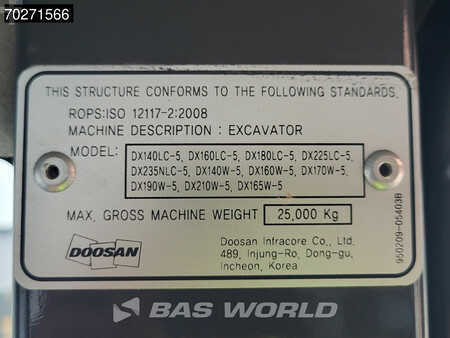 70271566
THIS STRUCTURE CONFORMS TO THE FOLLOWING STANDARDS.
ROPS:ISO 12117-2:2008
MACHINE DESCRIPTION : EXCAVATOR
MODEL:
DX140LC-5, DX160LC-5, DX180LC-5, DX225LC-5,
DX235NLC-5, DX140W-5, DX160W-5, DX170W-5,
DX190W-5, DX210W-5, DX165W-5
MAX. GROSS MACHINE WEIGHT 25,000 Kg
DOOSAN
Doosan Infracore Co., Ltd.
489, Injung-Ro, Dong-gu,
Incheon, Korea
950209-05403B
BAS WORLD